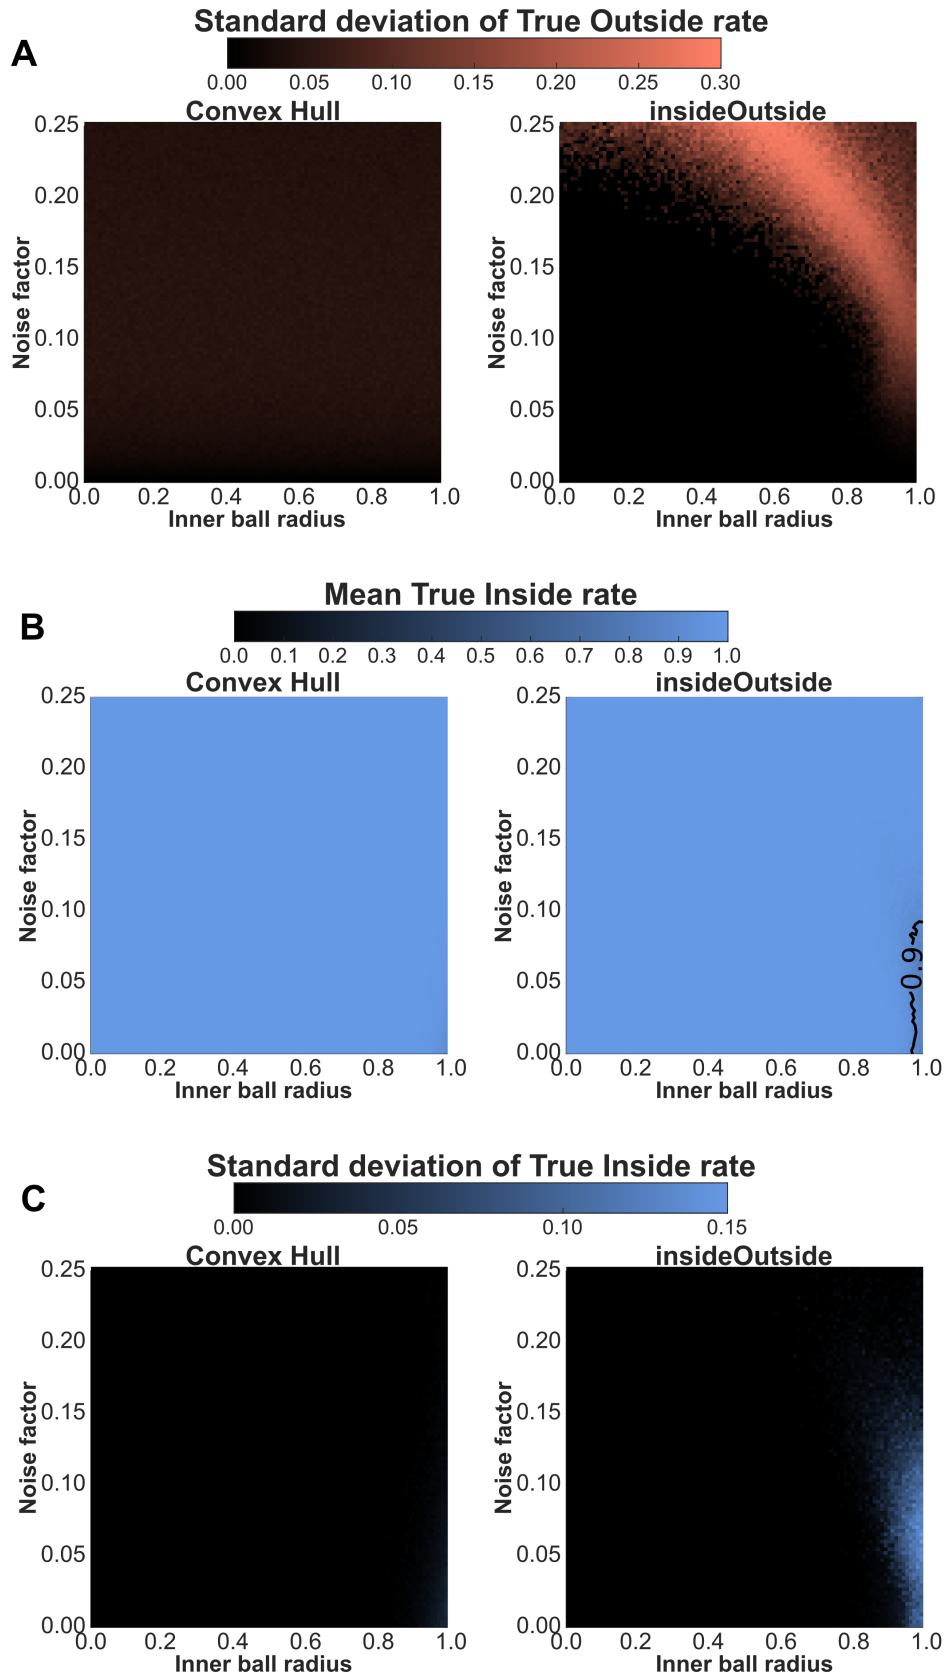 Standard deviation of True Outside rate
A
0.00 0.05 0.10 0.15 0.20 0.25 0.30
Convex Hull
0.25
0.20
0.15
0.10
0.05
0.00
Noise factor
0.0 0.2 0.4 0.6 0.8 1.0
Inner ball radius
insideOutside
0.25
0.20
0.15
0.10
0.05
0.00
Noise factor
0.0 0.2 0.4 0.6 0.8 1.0
Inner ball radius
Mean True Inside rate
B
0.0 0.1 0.2 0.3 0.4 0.5 0.6 0.7 0.8 0.9 1.0
Convex Hull
0.25
0.20
0.15
0.10
0.05
0.00
Noise factor
0.0 0.2 0.4 0.6 0.8 1.0
Inner ball radius
insideOutside
0.25
0.20
0.15
0.10
0.05
0.00
Noise factor
0.9
0.0 0.2 0.4 0.6 0.8 1.0
Inner ball radius
Standard deviation of True Inside rate
C
0.00 0.05 0.10 0.15
Convex Hull
0.25
0.20
0.15
0.10
0.05
0.00
Noise factor
0.0 0.2 0.4 0.6 0.8 1.0
Inner ball radius
insideOutside
0.25
0.20
0.15
0.10
0.05
0.00
Noise factor
0.0 0.2 0.4 0.6 0.8 1.0
Inner ball radius